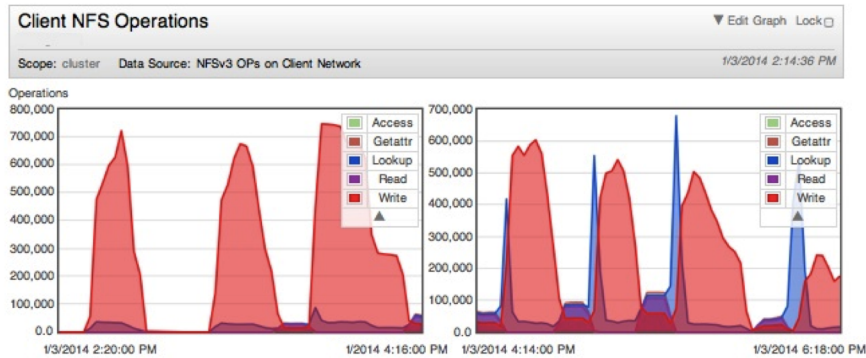 Client NFS Operations
▼ Edit Graph Lock
Scope: cluster Data Source: NFSv3 OPs on Client Network
1/3/2014 2:14:36 PM
Operations
800,000
700,000
600,000
500,000
400,000
300,000
200,000
100,000
0.0
Access
Getattr
Lookup
Read
Write
1/3/2014 2:20:00 PM
1/2014 4:16:00 PM
700,000
600,000
500,000
400,000
300,000
200,000
100,000
0.0
Access
Getattr
Lookup
Read
Write
1/3/2014 4:14:00 PM
1/3/2014 6:18:00 PM